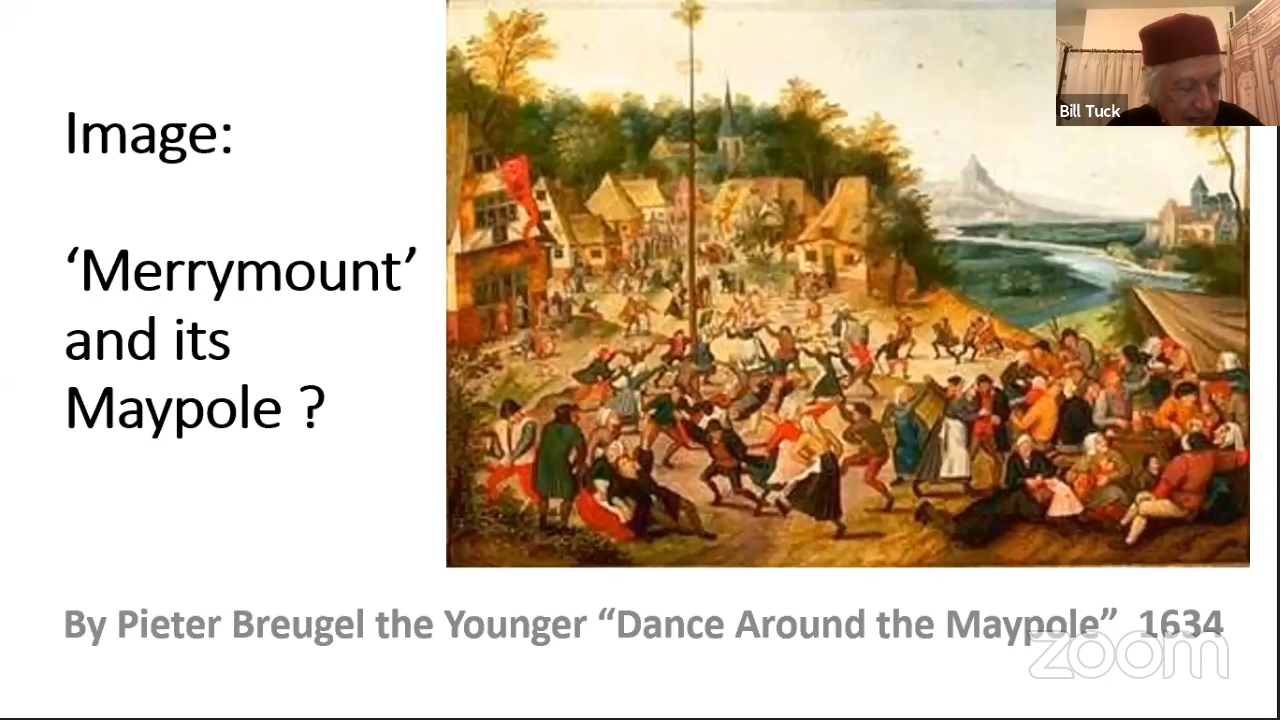 Image:
‘Merrymount’
and its
Maypole ?
Bill Tuck
By Pieter Breugel the Younger “Dance Around the Maypole” 1634
zoom